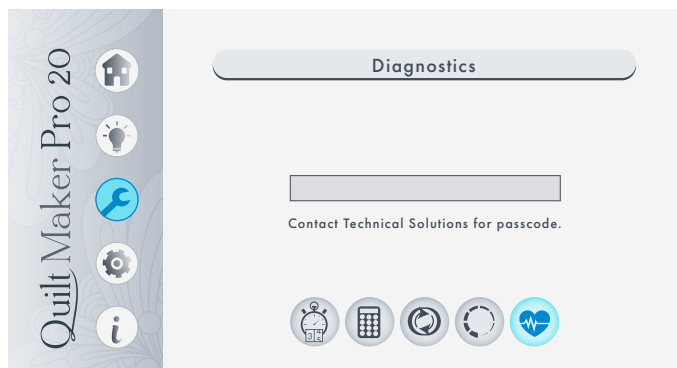 Quilt Maker Pro 20
Diagnostics
Contact Technical Solutions for passcode.
i